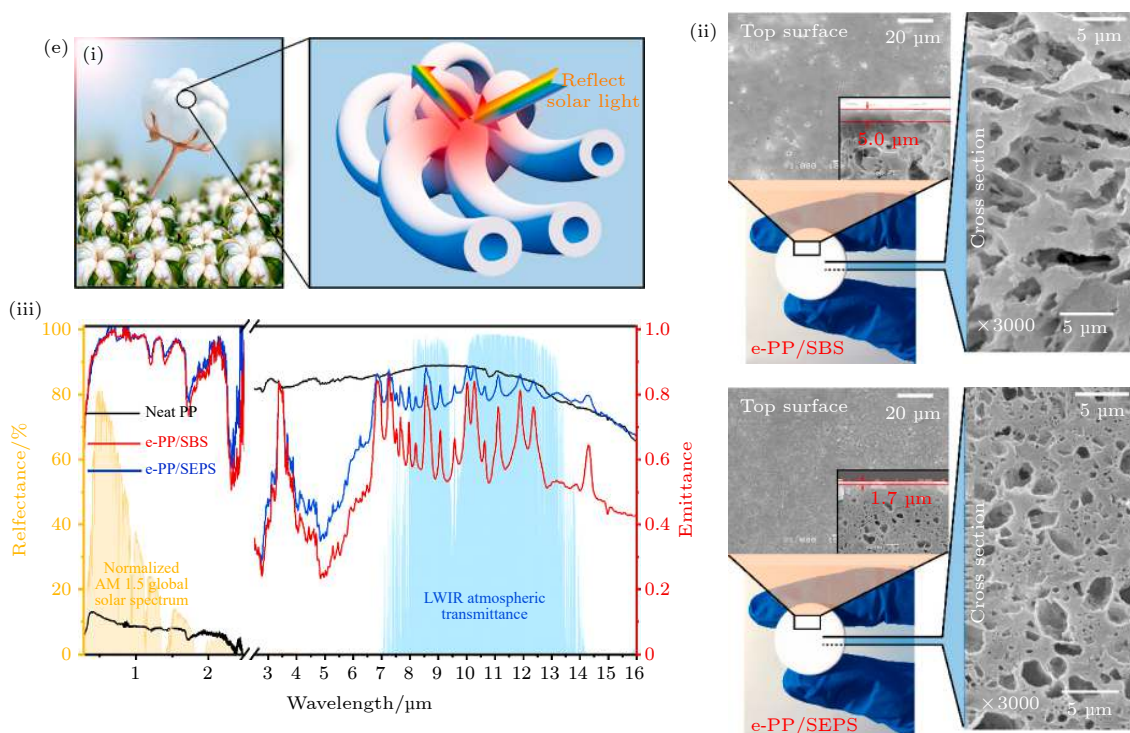 (e)
(i)
Reflect
solar light
(ii)
Top surface
20 µm
5.0 µm
5 µm
Cross section
×3000
5 µm
e-PP/SBS
Top surface
20 µm
1.7 µm
5 µm
Cross section
×3000
5 µm
e-PP/SEPS
(iii)
100
80
60
40
20
0
Relfectance/%
Neat PP
e-PP/SBS
e-PP/SEPS
Normalized
AM 1.5 global
solar spectrum
LWIR atmospheric
transmittance
1.0
0.8
0.6
0.4
0.2
0
Emittance
1 2 3 4 5 6 7 8 9 10 11 12 13 14 15 16
Wavelength/µm